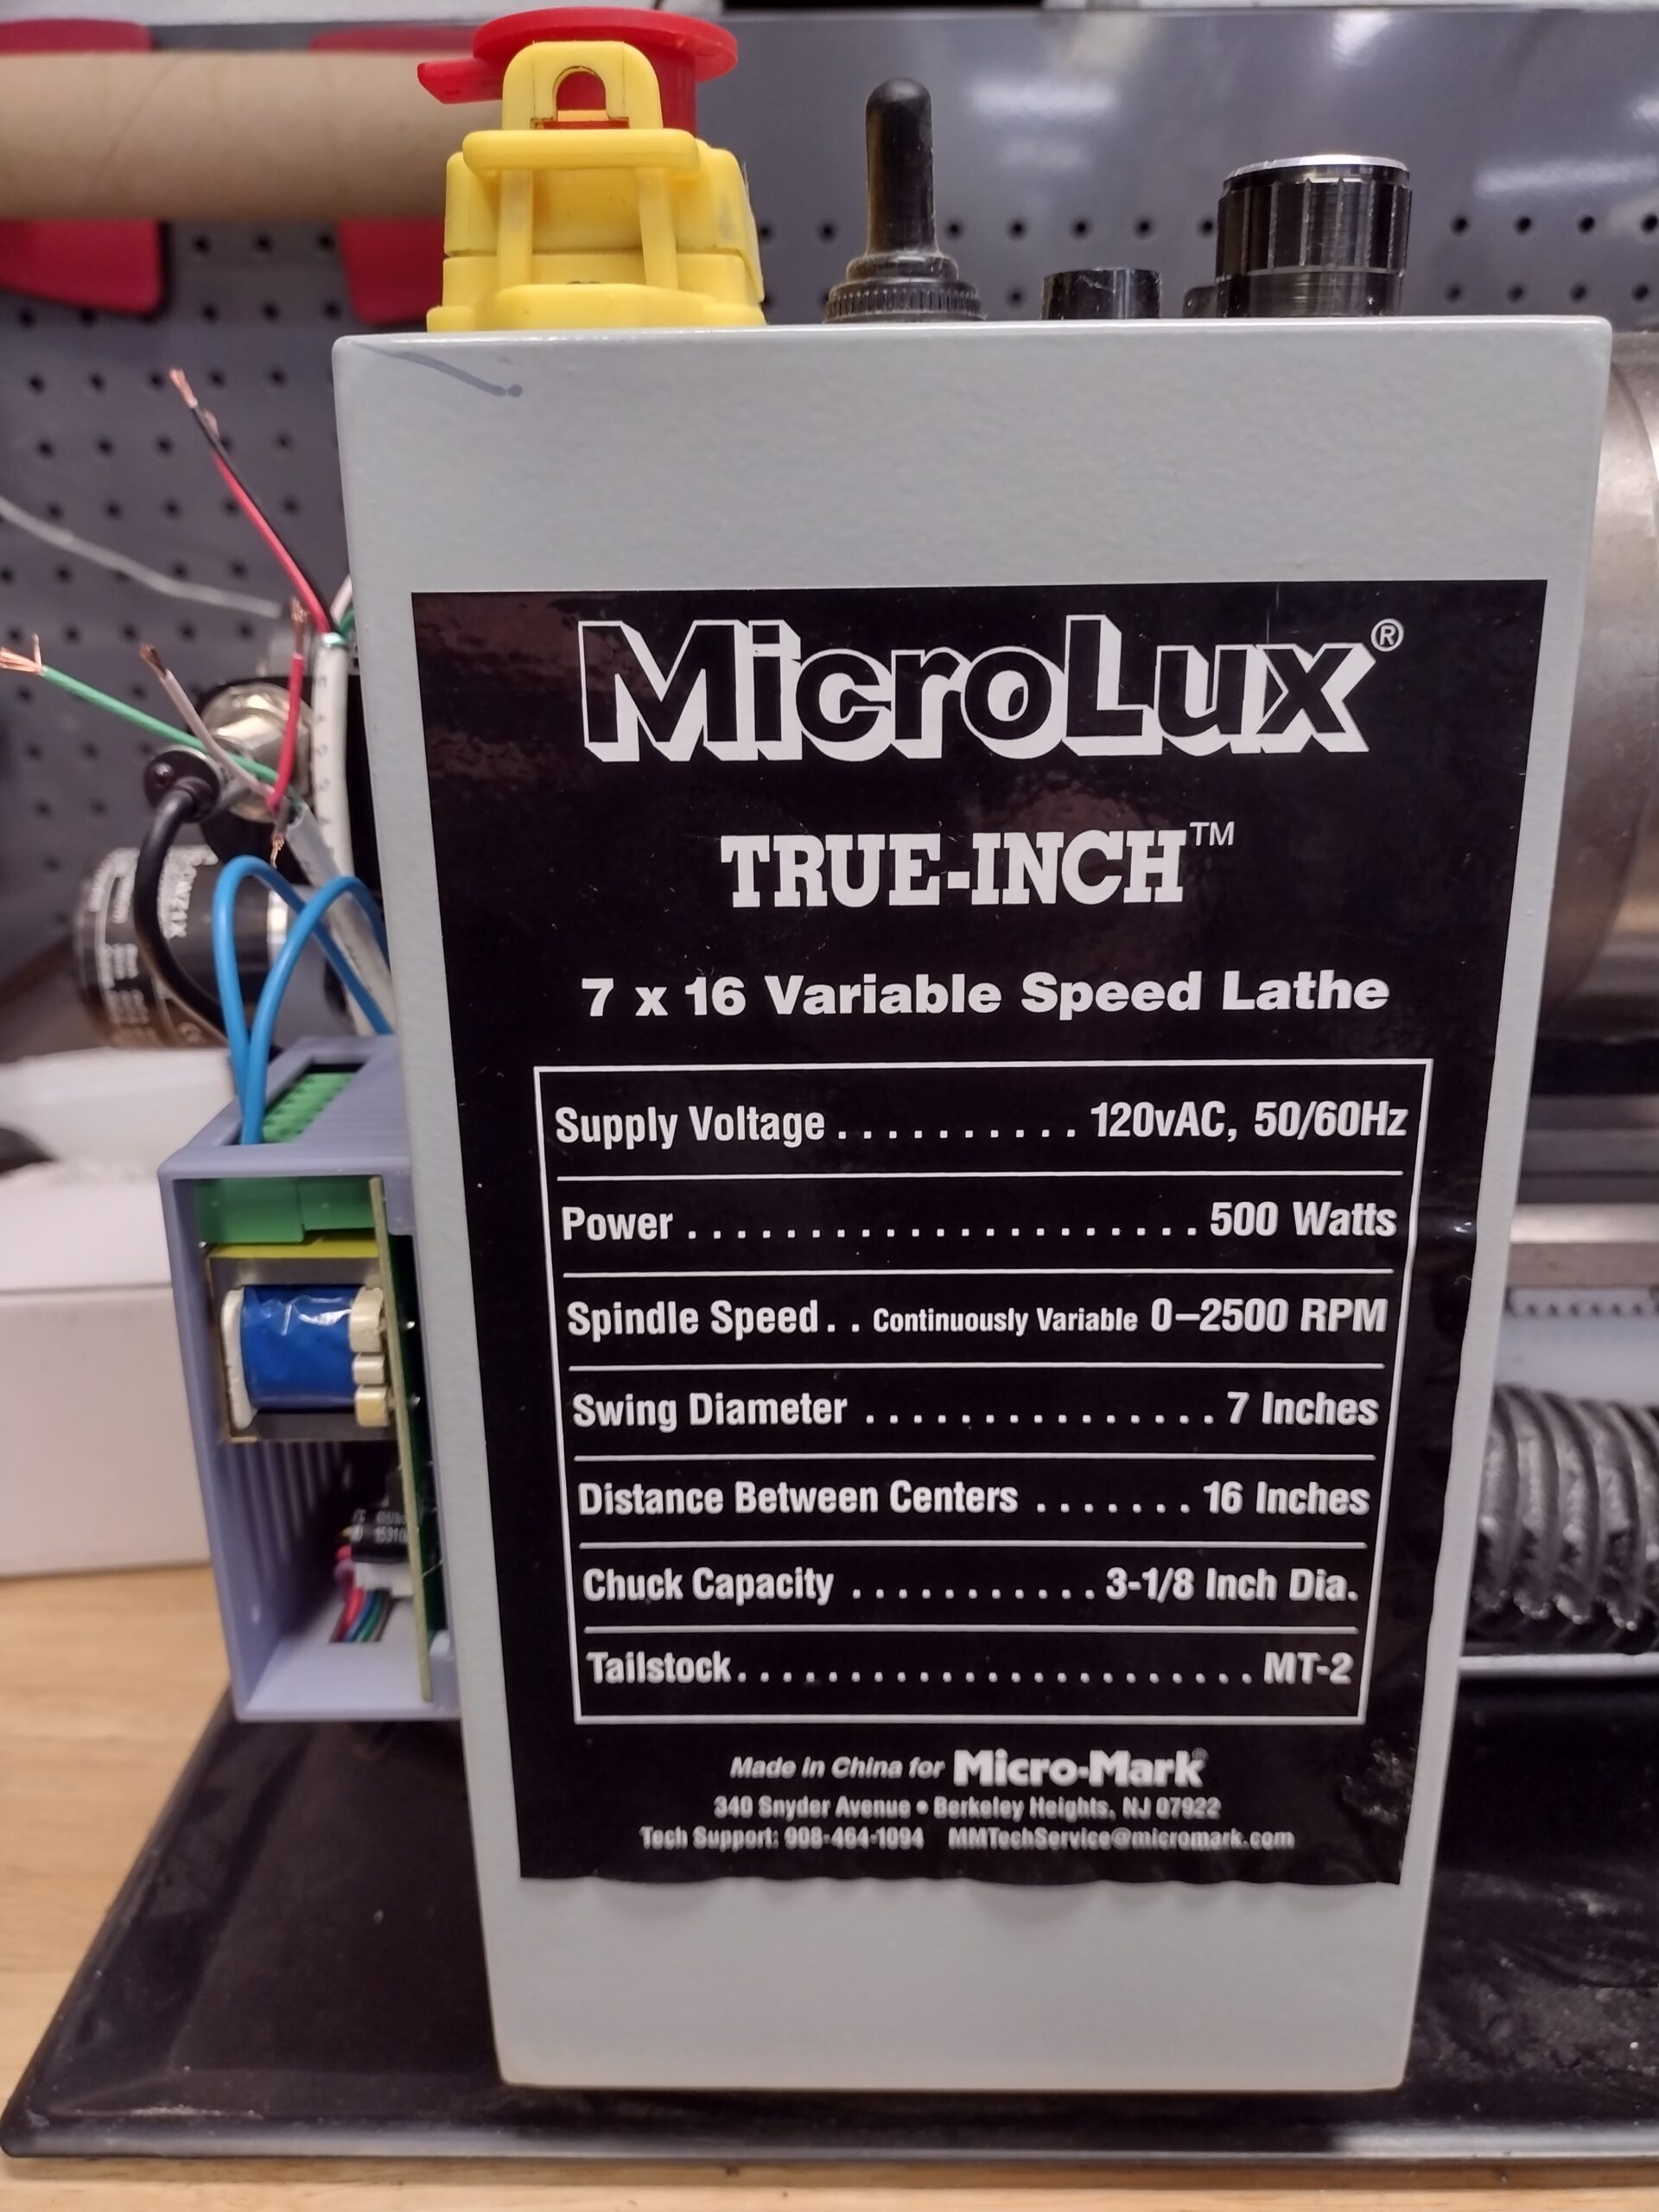 MicroLux®
TRUE-INCH™
7 x 16 Variable Speed Lathe
Supply Voltage . . . . . . . . . . 120vAC, 50/60Hz
Power . . . . . . . . . . . . . . . . . . . . . 500 Watts
Spindle Speed . . Continuously Variable 0–2500 RPM
Swing Diameter . . . . . . . . . . . . . . . 7 Inches
Distance Between Centers . . . . . . . 16 Inches
Chuck Capacity . . . . . . . . . . . 3-1/8 Inch Dia.
Tailstock . . . . . . . . . . . . . . . . . . . . . . . . MT-2
Made in China for Micro-Mark®
340 Snyder Avenue • Berkeley Heights, NJ 07922
Tech Support: 908-464-1094 MMTechService@micromark.com